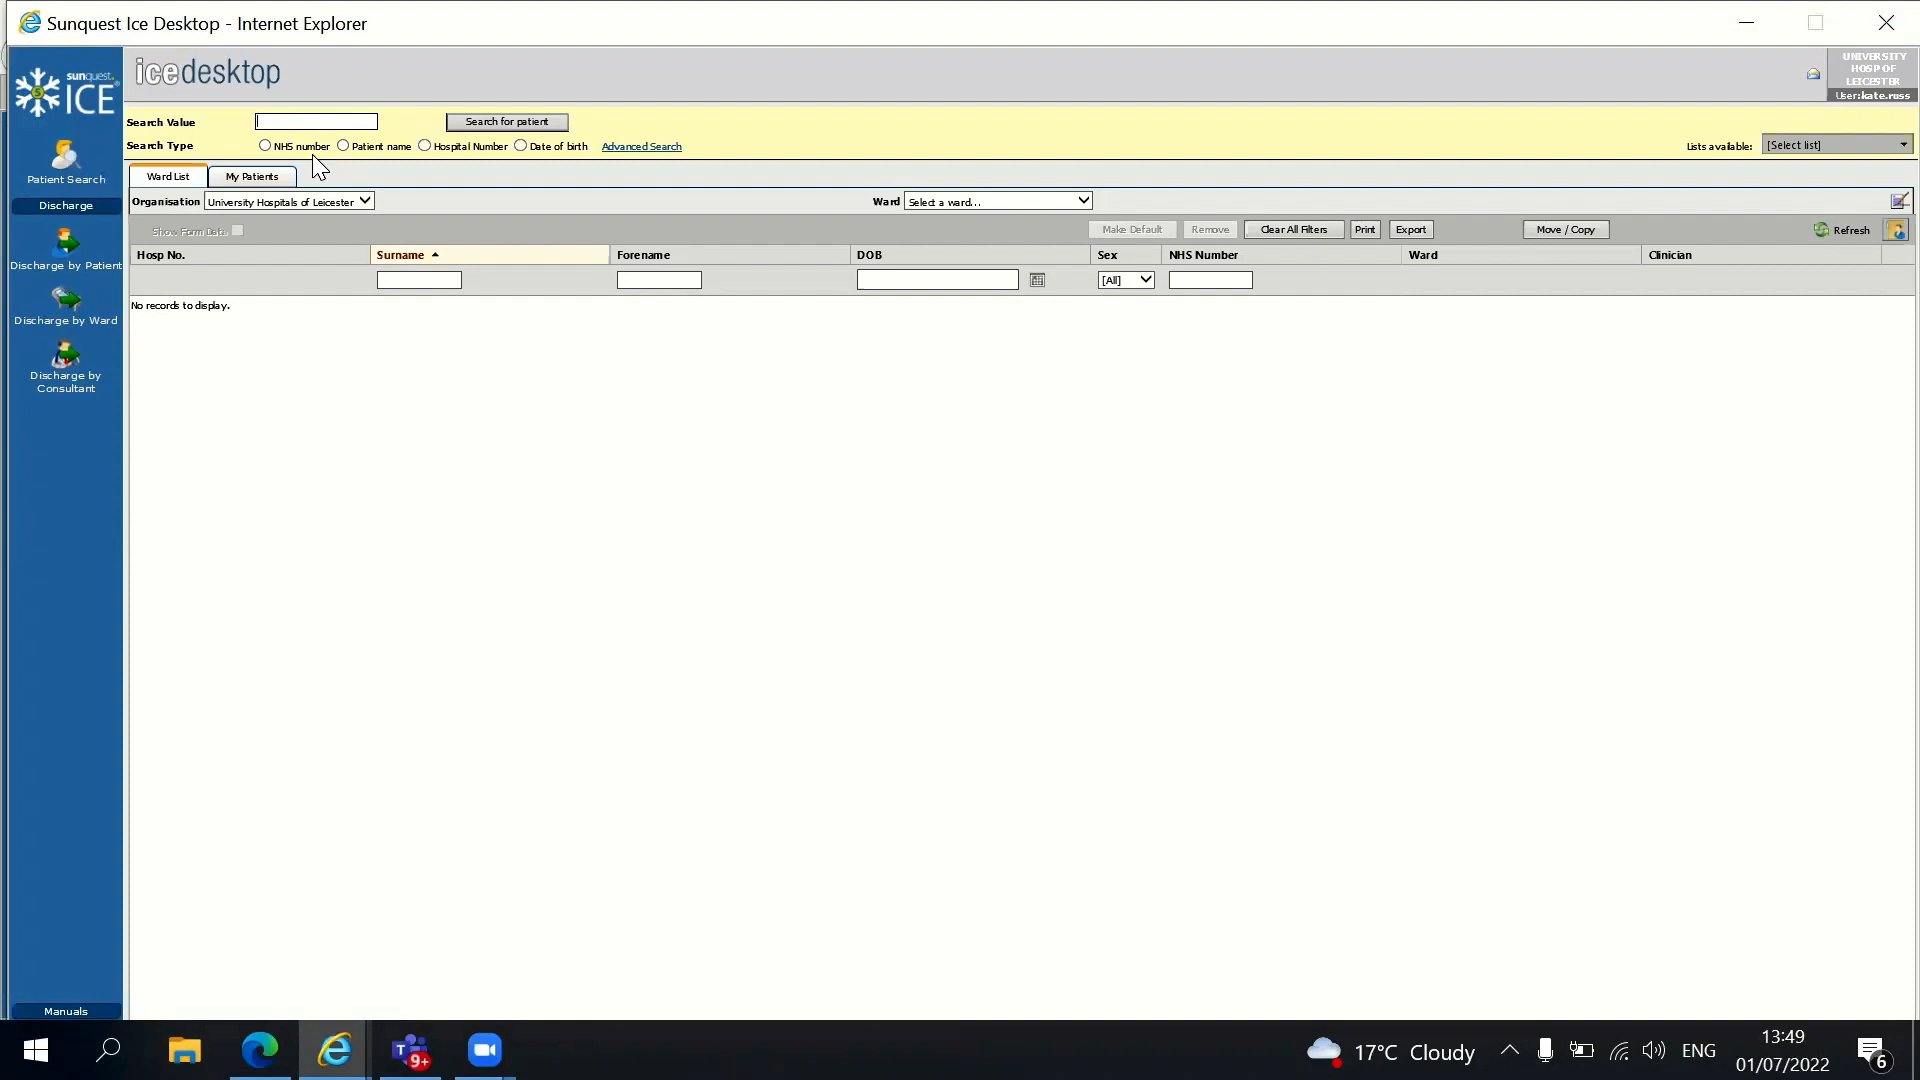 Sunquest Ice Desktop - Internet Explorer
sunquest
ICE
icedesktop
UNIVERSITY
HOSP OF
LEICESTER
User:kate.russ
Search Value
Search for patient
Search Type
NHS number
Patient name
Hospital Number
Date of birth
Advanced Search
Lists available:
[Select list]
Patient Search
Discharge
Discharge by Patient
Discharge by Ward
Discharge by
Consultant
Manuals
Ward List
My Patients
Organisation
University Hospitals of Leicester
Ward
Select a ward...
Show Form Data
Make Default
Remove
Clear All Filters
Print
Export
Move / Copy
Refresh
Hosp No.
Surname
Forename
DOB
Sex
NHS Number
Ward
Clinician
[All]
No records to display.
9+
17°C Cloudy
ENG
13:49
01/07/2022
6